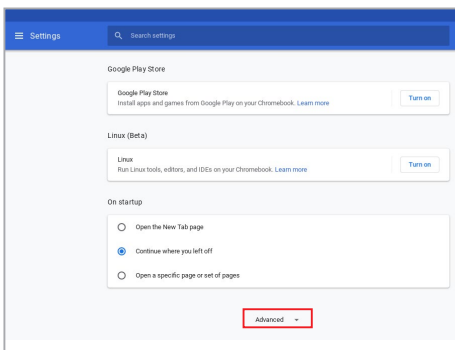 Settings
Search settings
Google Play Store
Google Play Store
Install apps and games from Google Play on your Chromebook. Learn more
Turn on
Linux (Beta)
Linux
Run Linux tools, editors, and IDEs on your Chromebook. Learn more
Turn on
On startup
Open the New Tab page
Continue where you left off
Open a specific page or set of pages
Advanced